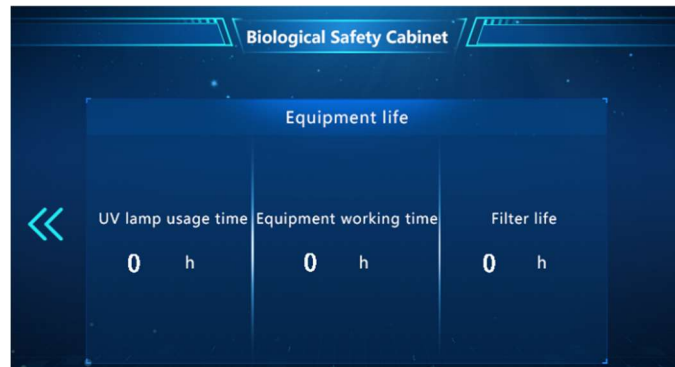 Biological Safety Cabinet
Equipment life
UV lamp usage time
Equipment working time
Filter life
0 h
0 h
0 h